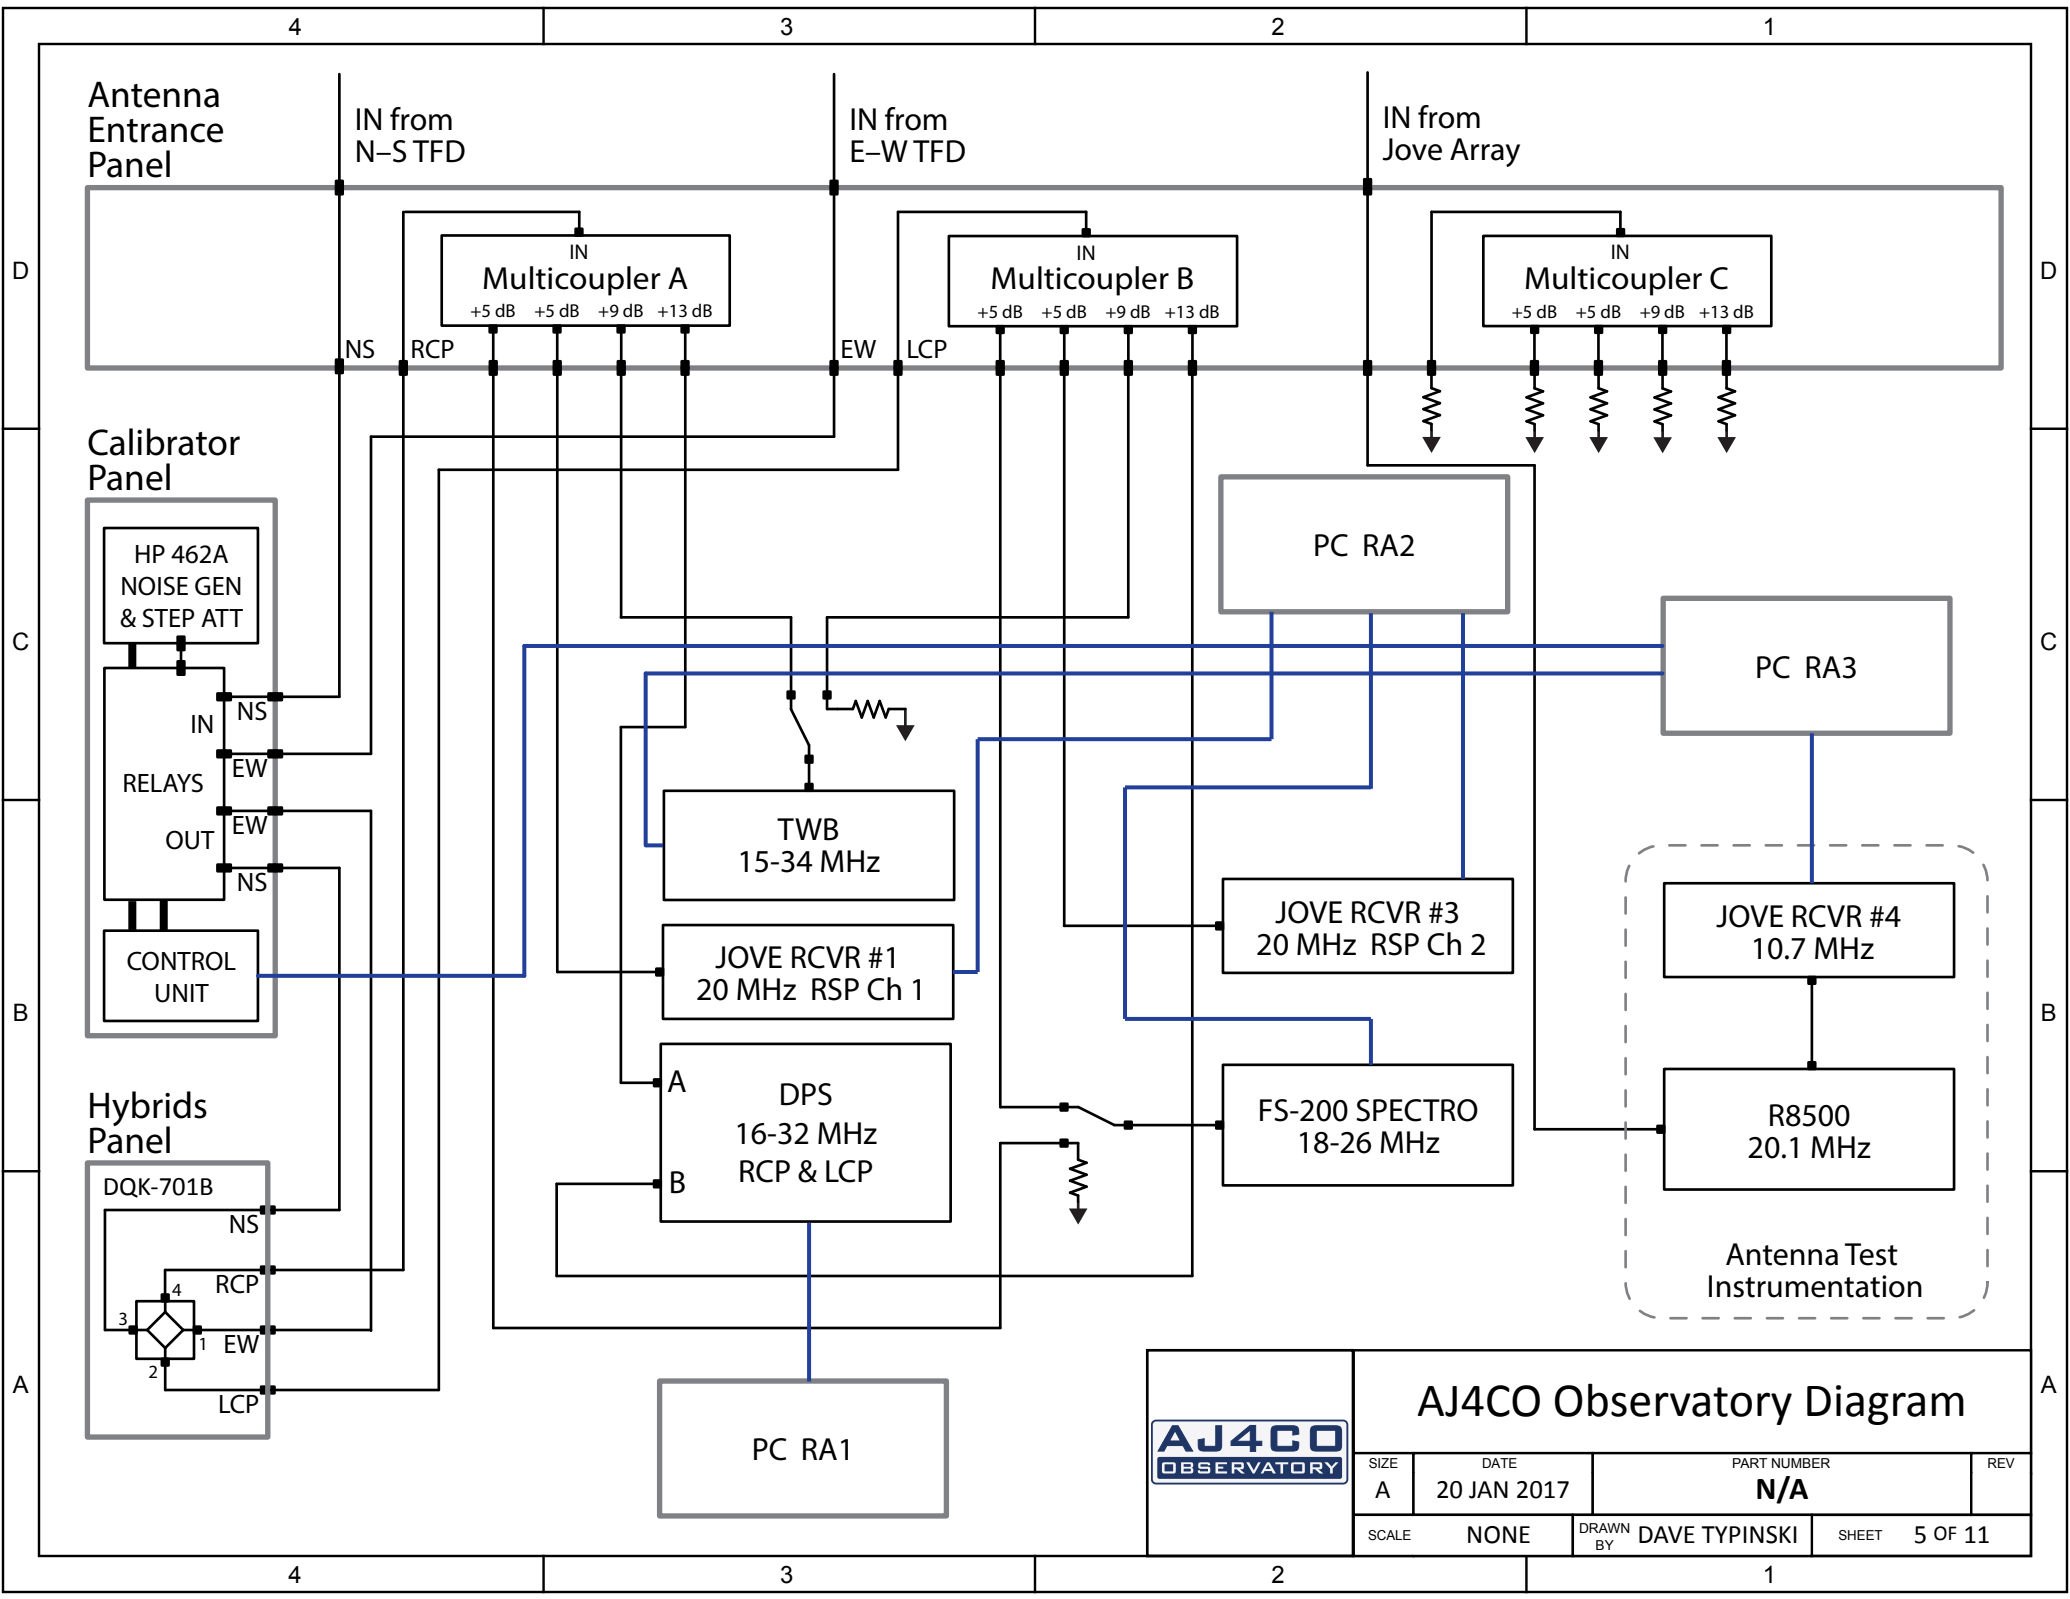 4 3 2 1
Antenna
Entrance
Panel
IN from
N–S TFD
IN from
E–W TFD
IN from
Jove Array
D
D
IN
Multicoupler A
+5 dB +5 dB +9 dB +13 dB
IN
Multicoupler B
+5 dB +5 dB +9 dB +13 dB
IN
Multicoupler C
+5 dB +5 dB +9 dB +13 dB
NS RCP
EW LCP
Calibrator
Panel
HP 462A
NOISE GEN
& STEP ATT
C
C
PC RA2
PC RA3
NS
IN
EW
RELAYS
EW
OUT
NS
CONTROL
UNIT
TWB
15-34 MHz
JOVE RCVR #1
20 MHz RSP Ch 1
JOVE RCVR #3
20 MHz RSP Ch 2
JOVE RCVR #4
10.7 MHz
B
B
A
DPS
16-32 MHz
RCP & LCP
B
FS-200 SPECTRO
18-26 MHz
R8500
20.1 MHz
Antenna Test
Instrumentation
Hybrids
Panel
DQK-701B
NS
RCP
4
3
1
EW
2
LCP
A
A
PC RA1
AJ4CO
OBSERVATORY
AJ4CO Observatory Diagram
SIZE
A
DATE
20 JAN 2017
PART NUMBER
N/A
REV
SCALE NONE
DRAWN
BY
DAVE TYPINSKI
SHEET 5 OF 11
4 3 2 1